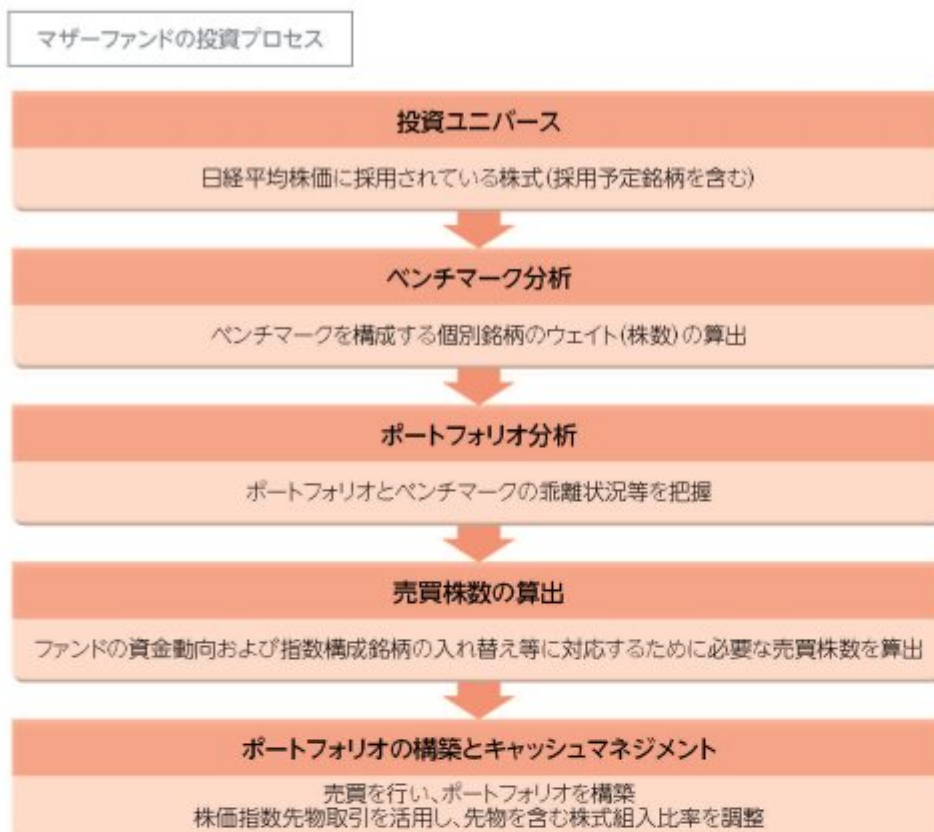 マザーファンドの投資プロセス
投資ユニバース
日経平均株価に採用されている株式(採用予定銘柄を含む)
ベンチマーク分析
ベンチマークを構成する個別銘柄のウェイト(株数)の算出
ポートフォリオ分析
ポートフォリオとベンチマークの乖離状況等を把握
売買株数の算出
ファンドの資金動向および指数構成銘柄の入れ替え等に対応するために必要な売買株数を算出
ポートフォリオの構築とキャッシュマネジメント
売買を行い、ポートフォリオを構築
株価指数先物取引を活用し、先物を含む株式組入比率を調整